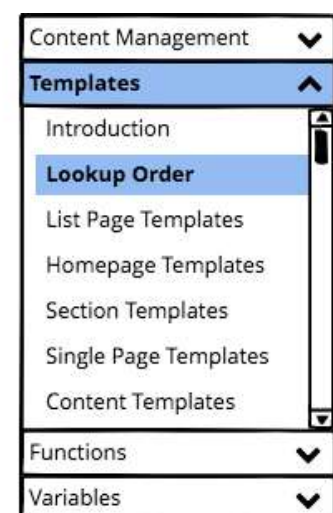 Content Management
Templates
Introduction
Lookup Order
List Page Templates
Homepage Templates
Section Templates
Single Page Templates
Content Templates
Functions
Variables